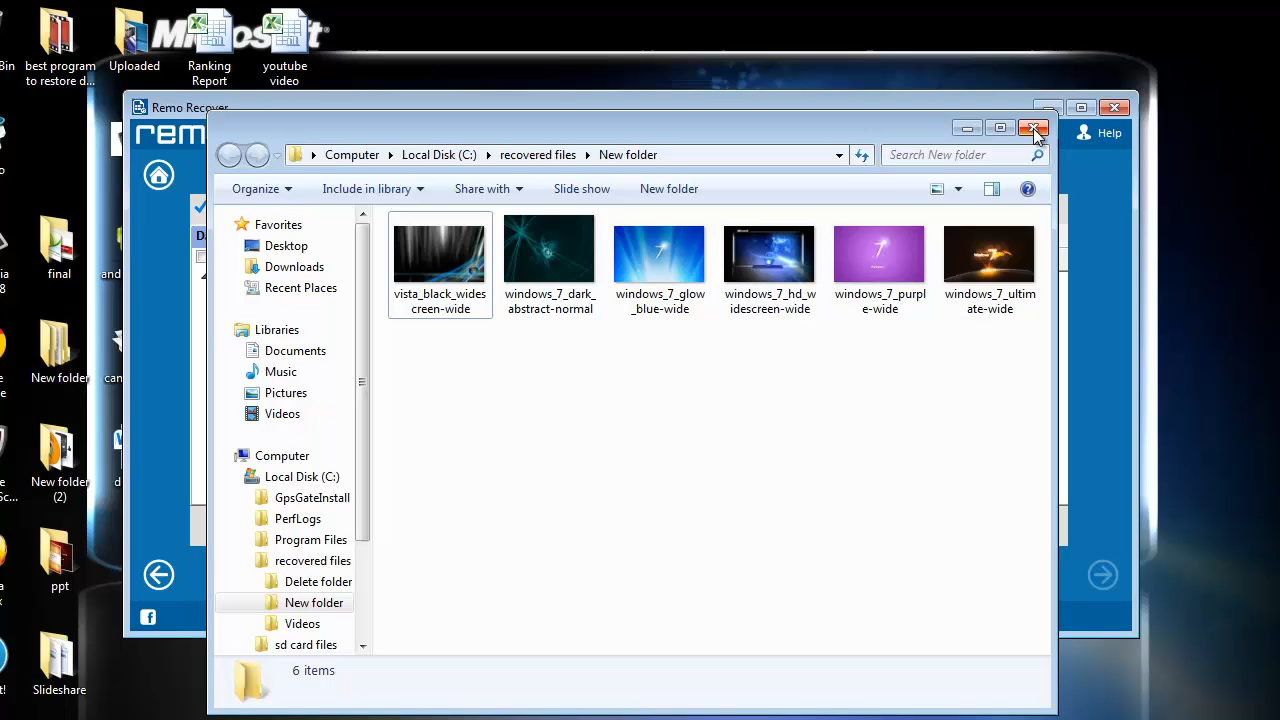 Microsoft
Bin
best program
to restore d...
Uploaded
Ranking
Report
youtube
video
Remo Recover
rem
Help
Computer
Local Disk (C:)
recovered files
New folder
Search New folder
Organize
Include in library
Share with
Slide show
New folder
Favorites
Desktop
Downloads
Recent Places
Libraries
Documents
Music
Pictures
Videos
Computer
Local Disk (C:)
GpsGateInstall
PerfLogs
Program Files
recovered files
Delete folder
New folder
Videos
sd card files
vista_black_wides
creen-wide
windows_7_dark_
abstract-normal
windows_7_glow
_blue-wide
windows_7_hd_w
idescreen-wide
windows_7_purpl
e-wide
windows_7_ultim
ate-wide
6 items
final
and
New folder
can
New folder
(2)
d
ppt
Slideshare